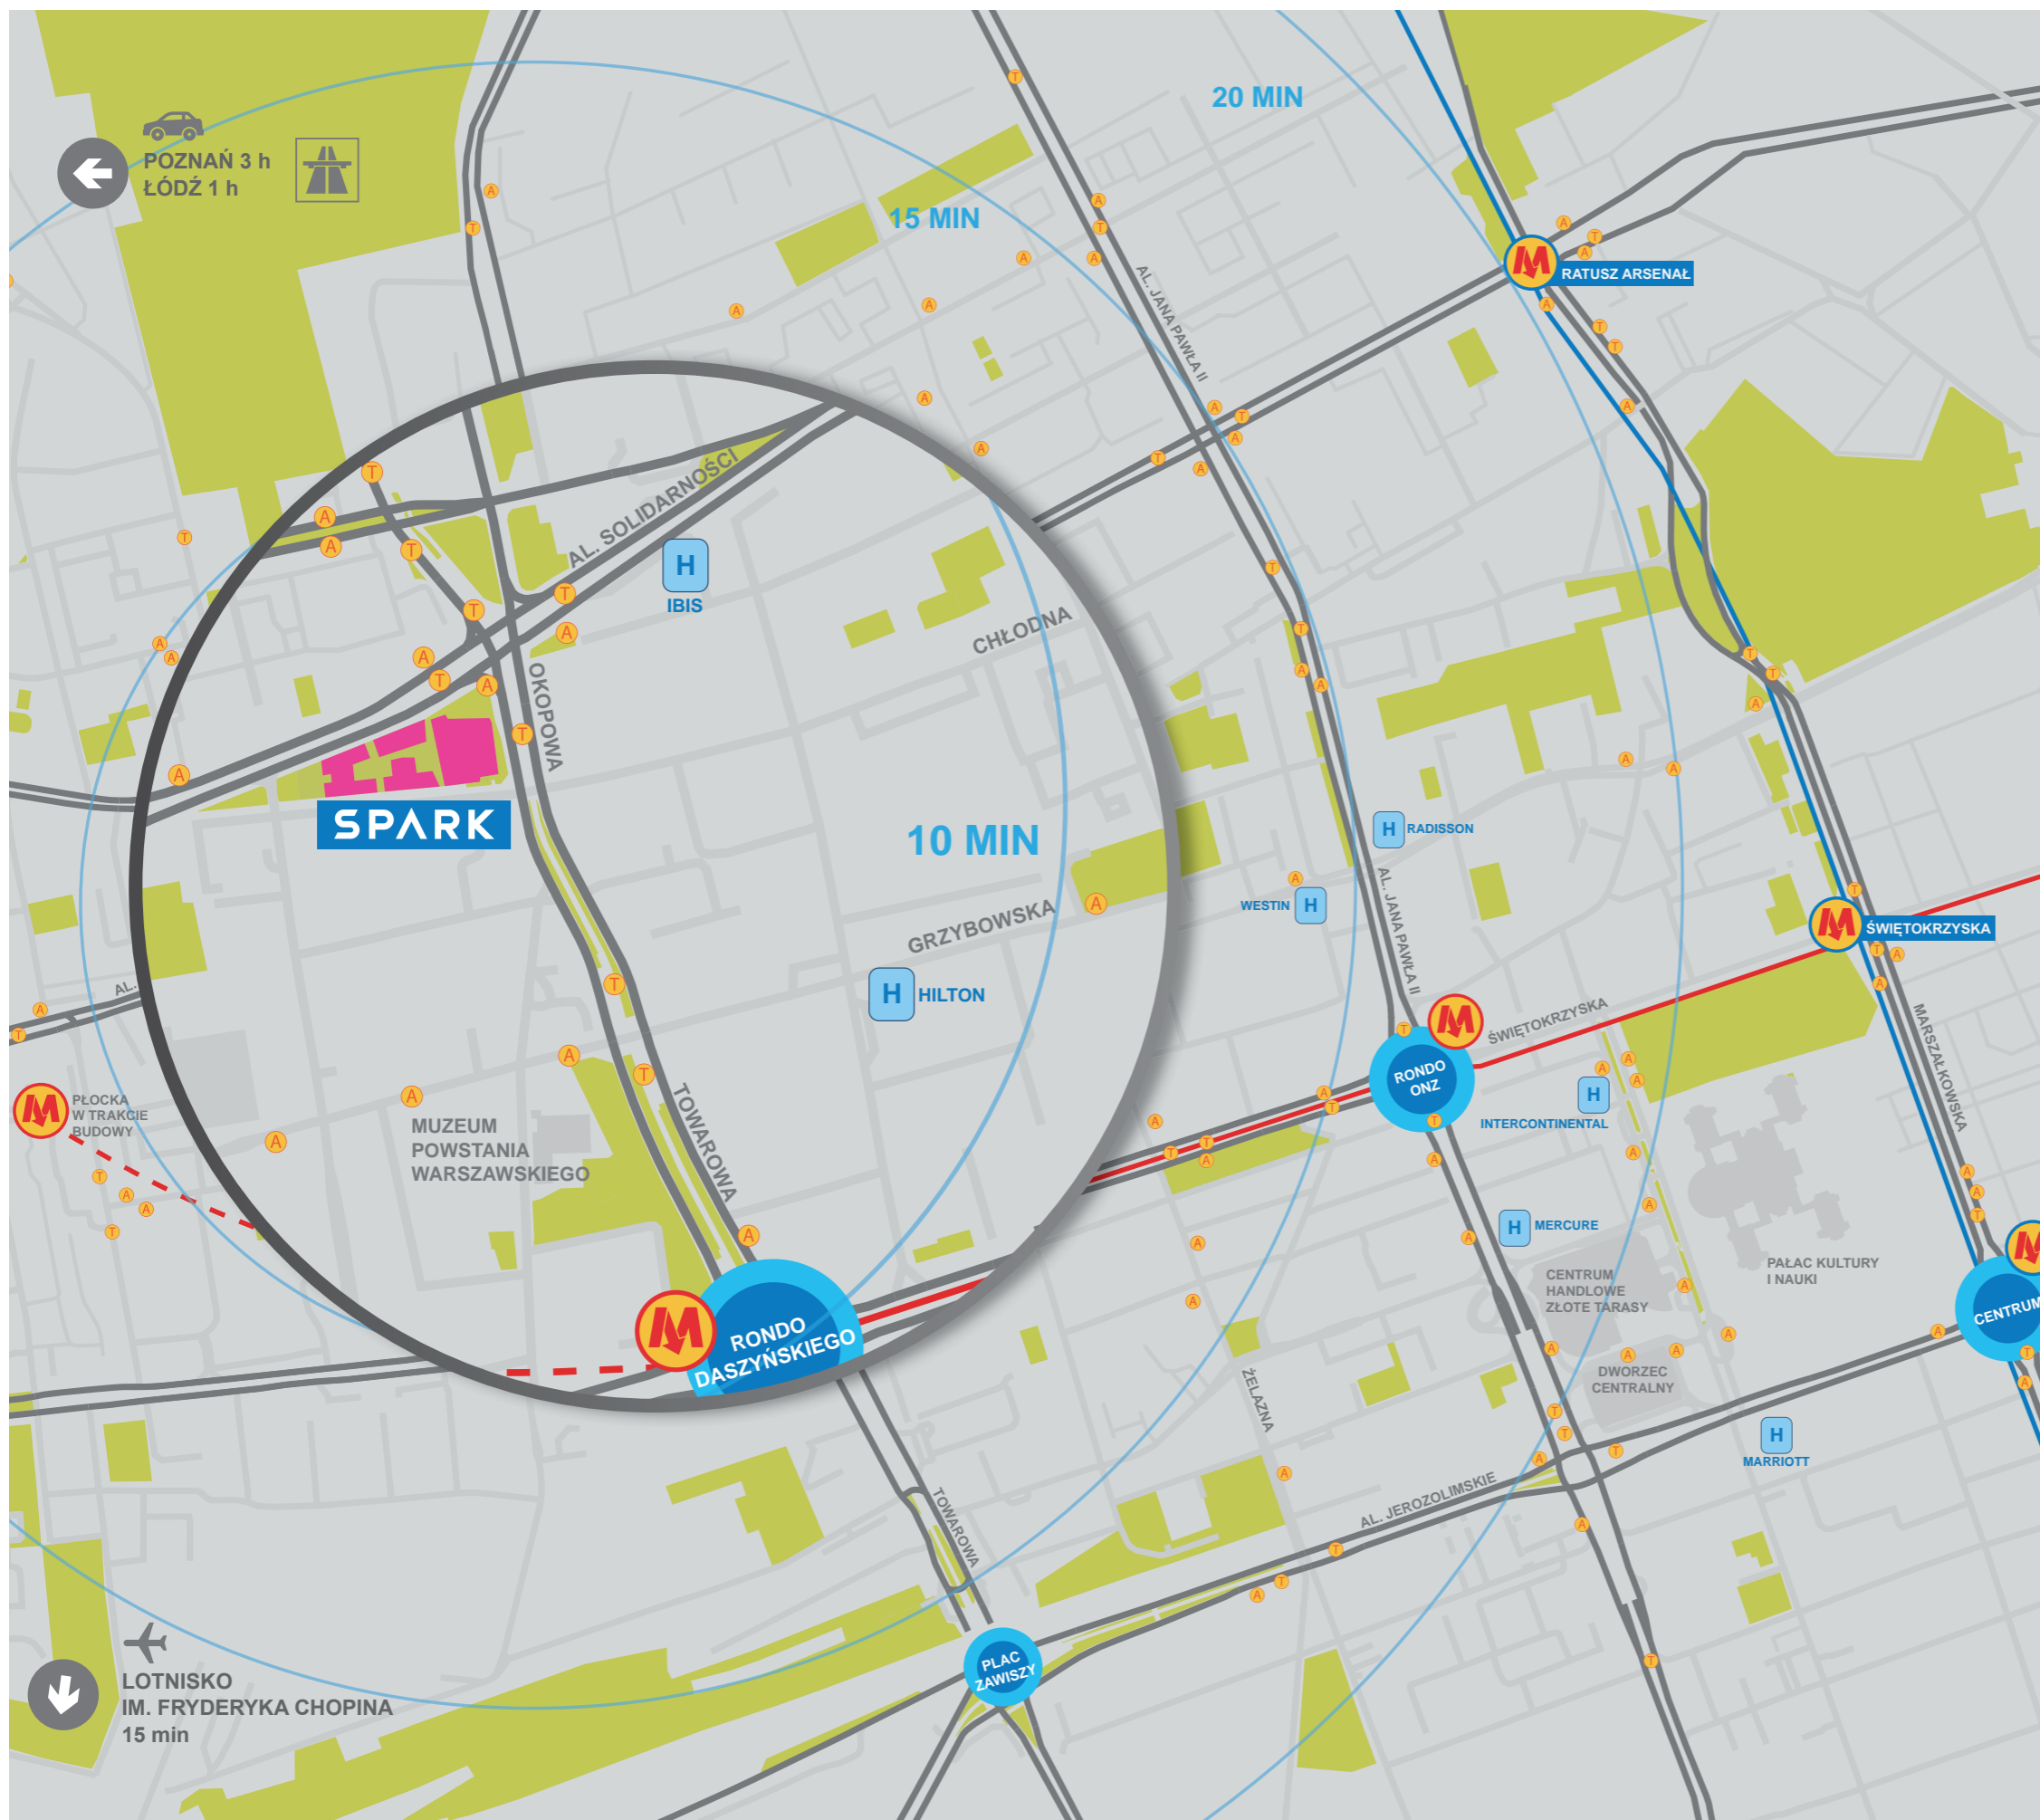 20 MIN
POZNAŃ 3 h
ŁÓDŹ 1 h
15 MIN
RATUSZ ARSENAŁ
AL. JANA PAWŁA II
AL. SOLIDARNOŚCI
H
IBIS
CHŁODNA
OKOPOWA
SPARK
10 MIN
H
RADISSON
WESTIN
H
AL. JANA PAWŁA II
GRZYBOWSKA
H
HILTON
ŚWIĘTOKRZYSKA
AL.
ŚWIĘTOKRZYSKA
MARSZAŁKOWSKA
RONDO
ONZ
H
INTERCONTINENTAL
PŁOCKA
W TRAKCIE
BUDOWY
MUZEUM
POWSTANIA
WARSZAWSKIEGO
TOWAROWA
H
MERCURE
PAŁAC KULTURY
I NAUKI
CENTRUM
HANDLOWE
ZŁOTE TARASY
CENTRUM
RONDO
DASZYŃSKIEGO
DWORZEC
CENTRALNY
ŻELAZNA
H
MARRIOTT
AL. JEROZOLIMSKIE
TOWAROWA
PLAC
ZAWISZY
LOTNISKO
IM. FRYDERYKA CHOPINA
15 min